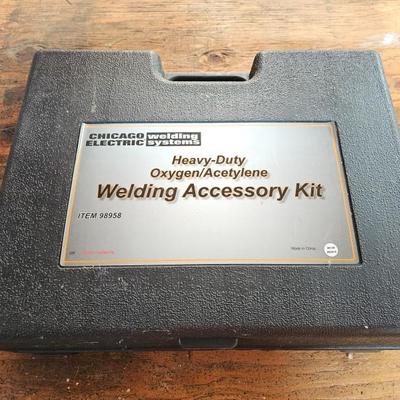 CHICAGO ELECTRIC welding systems
Heavy-Duty
Oxygen/Acetylene
Welding Accessory Kit
ITEM 98958
Made in China